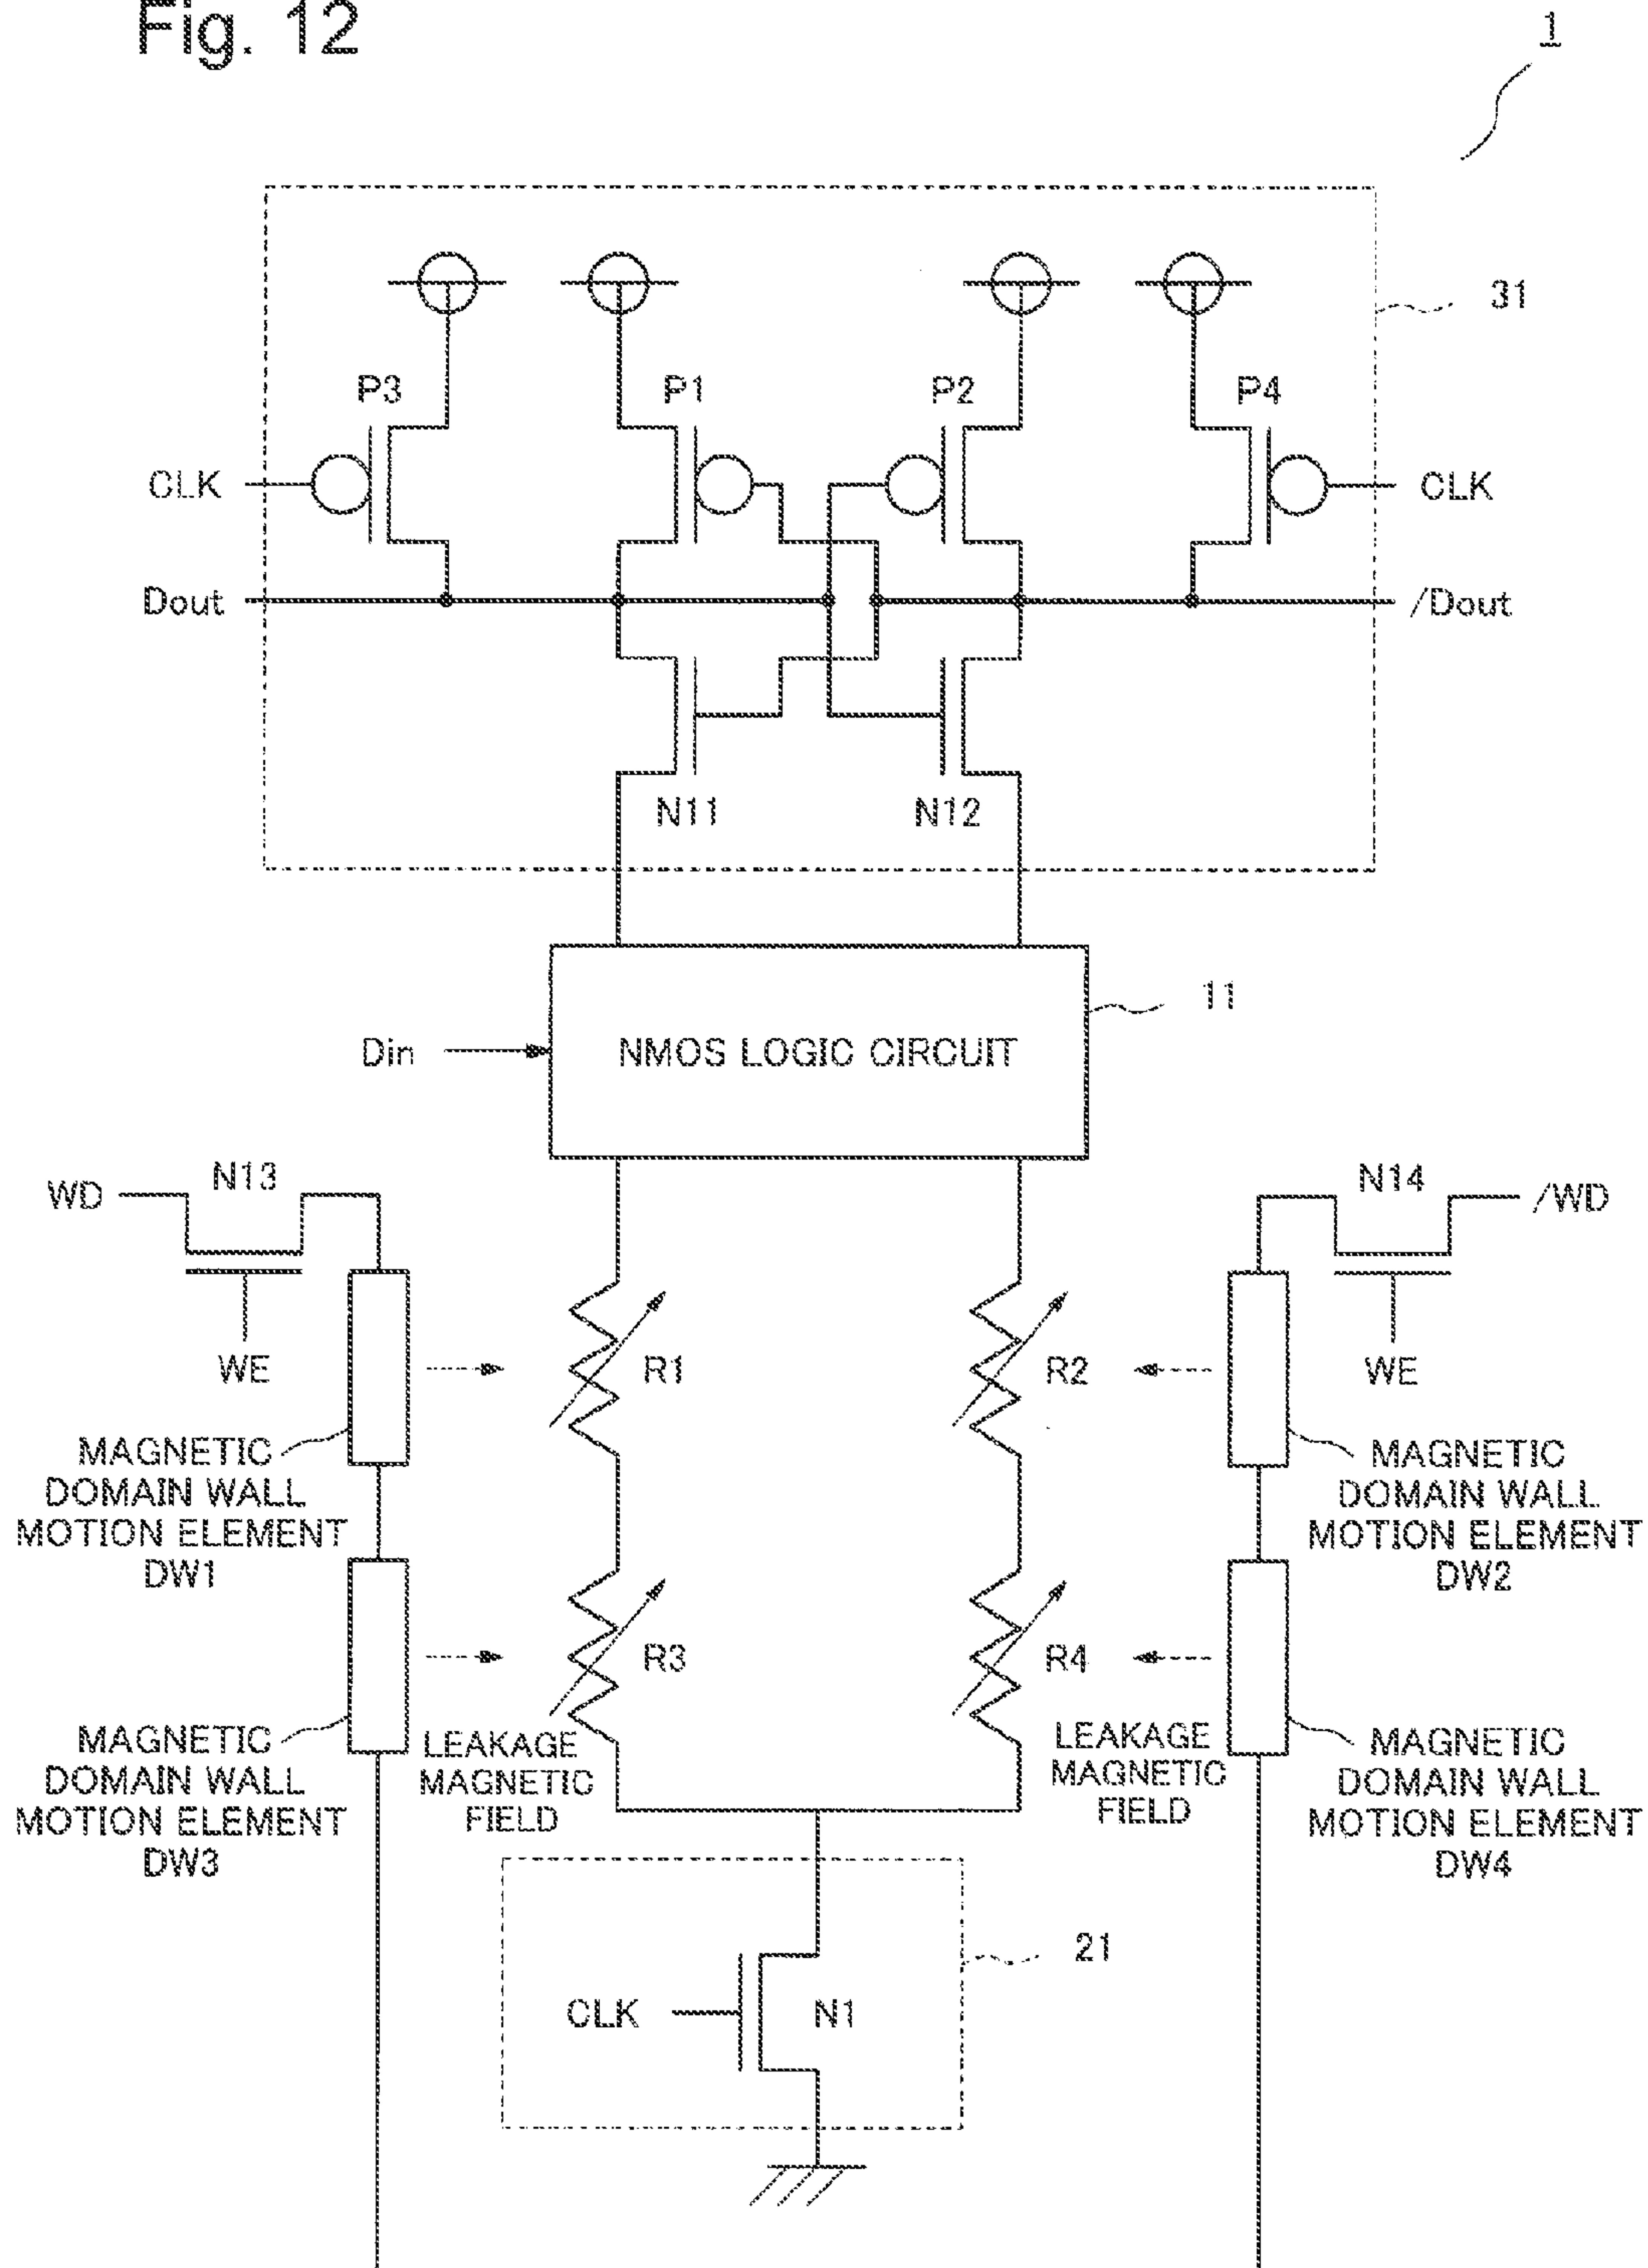 Fig. 12
1
31
P3
P1
P2
P4
CLK
CLK
Dout
/Dout
N11
N12
11
Din
NMOS LOGIC CIRCUIT
WD
N13
N14
/WD
WE
R1
R2
WE
MAGNETIC
DOMAIN WALL
MOTION ELEMENT
DW1
MAGNETIC
DOMAIN WALL
MOTION ELEMENT
DW2
R3
R4
MAGNETIC
DOMAIN WALL
MOTION ELEMENT
DW3
LEAKAGE
MAGNETIC
FIELD
LEAKAGE
MAGNETIC
FIELD
MAGNETIC
DOMAIN WALL
MOTION ELEMENT
DW4
21
CLK
N1